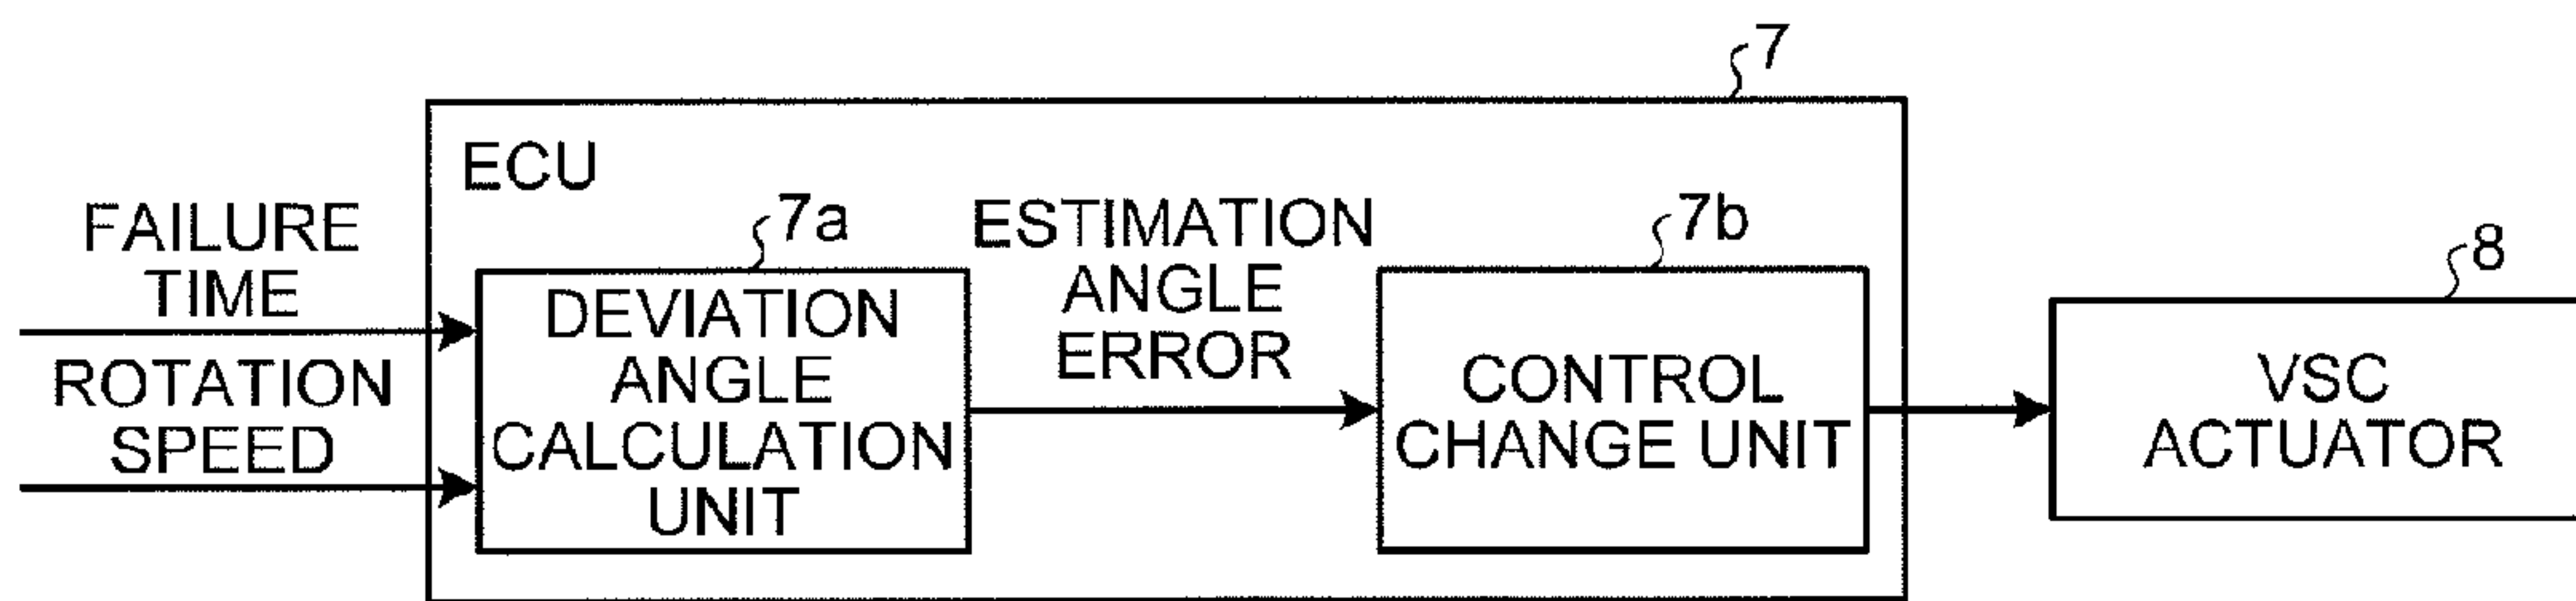 7
ECU
FAILURE
TIME
ROTATION
SPEED
7a
DEVIATION
ANGLE
CALCULATION
UNIT
ESTIMATION
ANGLE
ERROR
7b
CONTROL
CHANGE UNIT
8
VSC
ACTUATOR